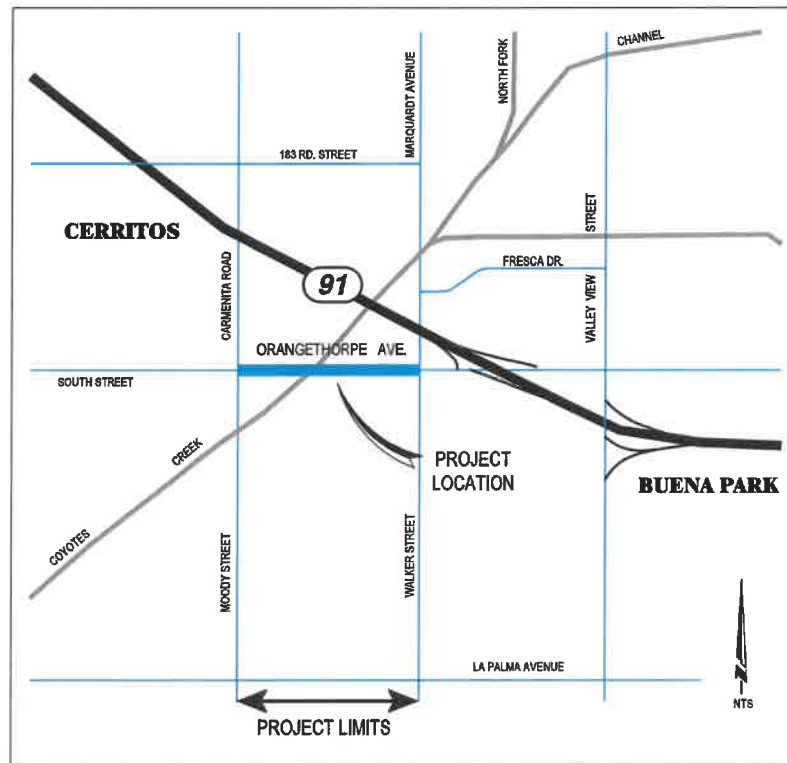 CHANNEL
NORTH FORK
MARQUARDT AVENUE
183 RD. STREET
CERRITOS
STREET
VALLEY VIEW
FRESCA DR.
CARMENITA ROAD
91
ORANGETHORPE AVE.
SOUTH STREET
PROJECT
LOCATION
BUENA PARK
CREEK
COYOTES
MOODY STREET
WALKER STREET
LA PALMA AVENUE
N
NTS
PROJECT LIMITS